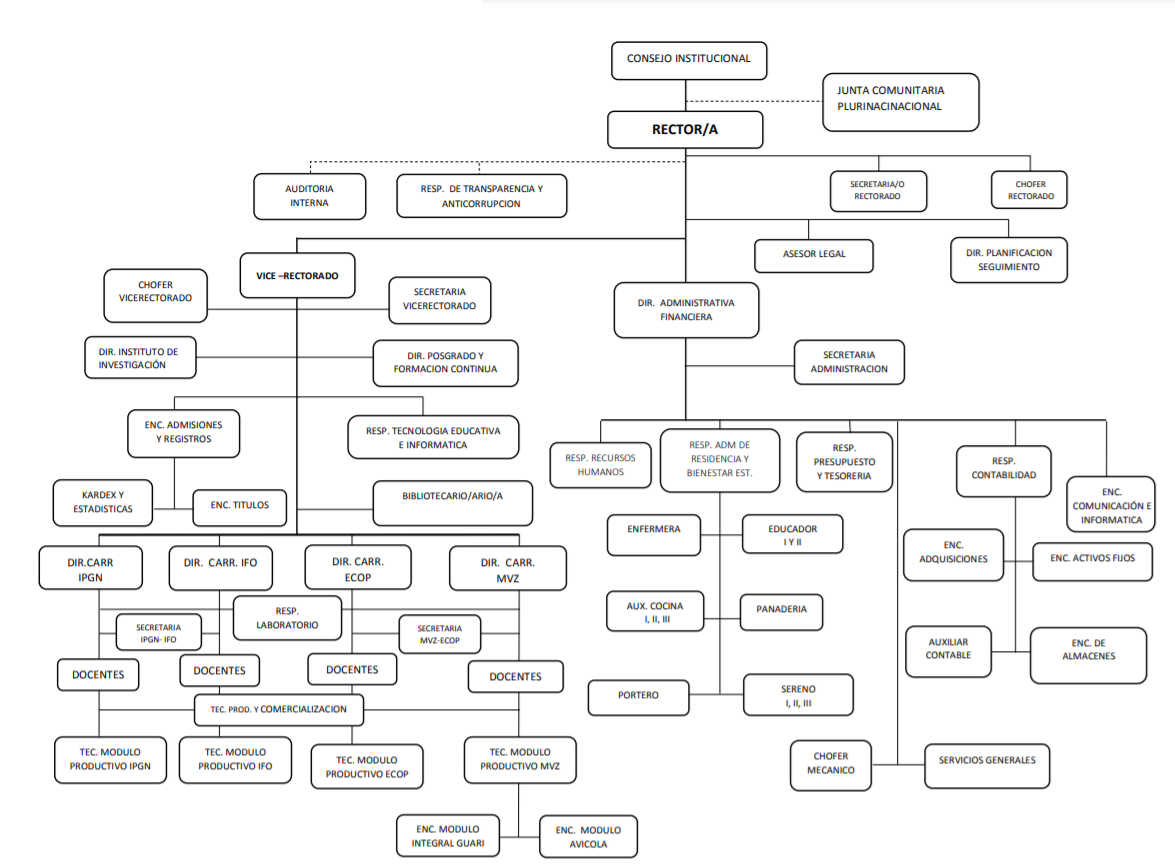 CONSEJO INSTITUCIONAL
JUNTA COMUNITARIA
PLURINACINACIONAL
RECTOR/A
AUDITORIA
INTERNA
RESP. DE TRANSPARENCIA Y
ANTICORRUPCION
SECRETARIA/O
RECTORADO
CHOFER
RECTORADO
ASESOR LEGAL
DIR. PLANIFICACION
SEGUIMIENTO
VICE –RECTORADO
CHOFER
VICERECTORADO
SECRETARIA
VICERECTORADO
DIR. ADMINISTRATIVA
FINANCIERA
DIR. INSTITUTO DE
INVESTIGACIÓN
DIR. POSGRADO Y
FORMACION CONTINUA
SECRETARIA
ADMINISTRACION
ENC. ADMISIONES
Y REGISTROS
RESP. TECNOLOGIA EDUCATIVA
E INFORMATICA
RESP. RECURSOS
HUMANOS
RESP. ADM DE
RESIDENCIA Y
BIENESTAR EST.
RESP.
PRESUPUESTO
Y TESORERIA
RESP.
CONTABILIDAD
ENC.
COMUNICACIÓN E
INFORMATICA
KARDEX Y
ESTADISTICAS
ENC. TITULOS
BIBLIOTECARIO/ARIO/A
ENFERMERA
EDUCADOR
I Y II
ENC.
ADQUISICIONES
ENC. ACTIVOS FIJOS
DIR.CARR
IPGN
DIR. CARR. IFO
DIR. CARR.
ECOP
DIR. CARR.
MVZ
RESP.
LABORATORIO
SECRETARIA
IPGN- IFO
SECRETARIA
MVZ-ECOP
AUX. COCINA
I, II, III
PANADERIA
AUXILIAR
CONTABLE
ENC. DE
ALMACENES
DOCENTES
DOCENTES
DOCENTES
DOCENTES
PORTERO
SERENO
I, II, III
TEC. PROD. Y COMERCIALIZACION
TEC. MODULO
PRODUCTIVO IPGN
TEC. MODULO
PRODUCTIVO IFO
TEC. MODULO
PRODUCTIVO ECOP
TEC. MODULO
PRODUCTIVO MVZ
CHOFER
MECANICO
SERVICIOS GENERALES
ENC. MODULO
INTEGRAL GUARI
ENC. MODULO
AVICOLA